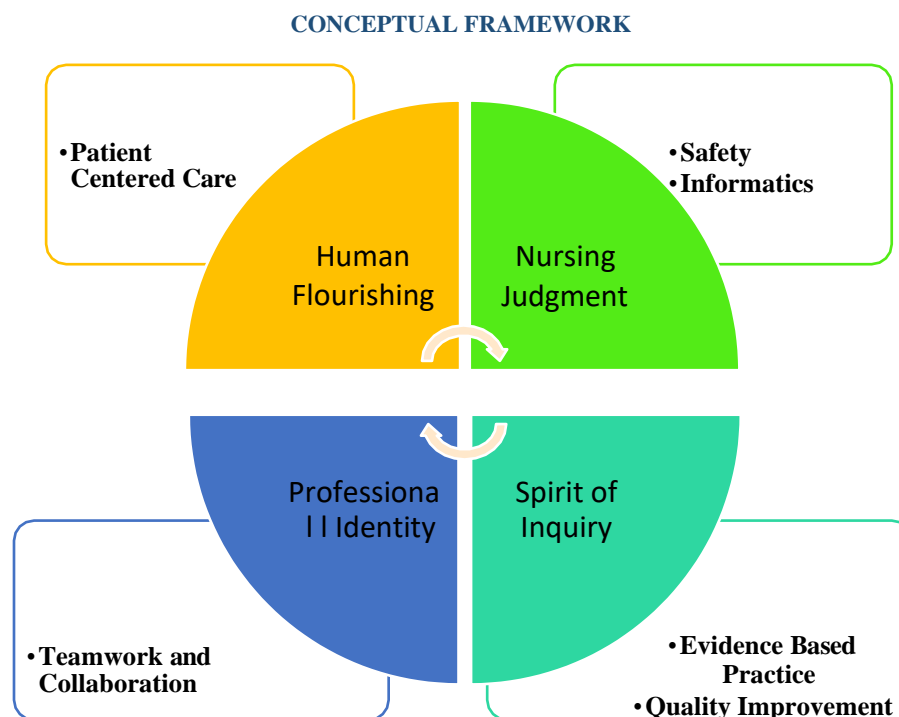 CONCEPTUAL FRAMEWORK
•Patient
Centered Care
•Safety
•Informatics
Human
Flourishing
Nursing
Judgment
Professiona
l l Identity
Spirit of
Inquiry
•Teamwork and
Collaboration
•Evidence Based
Practice
•Quality Improvement